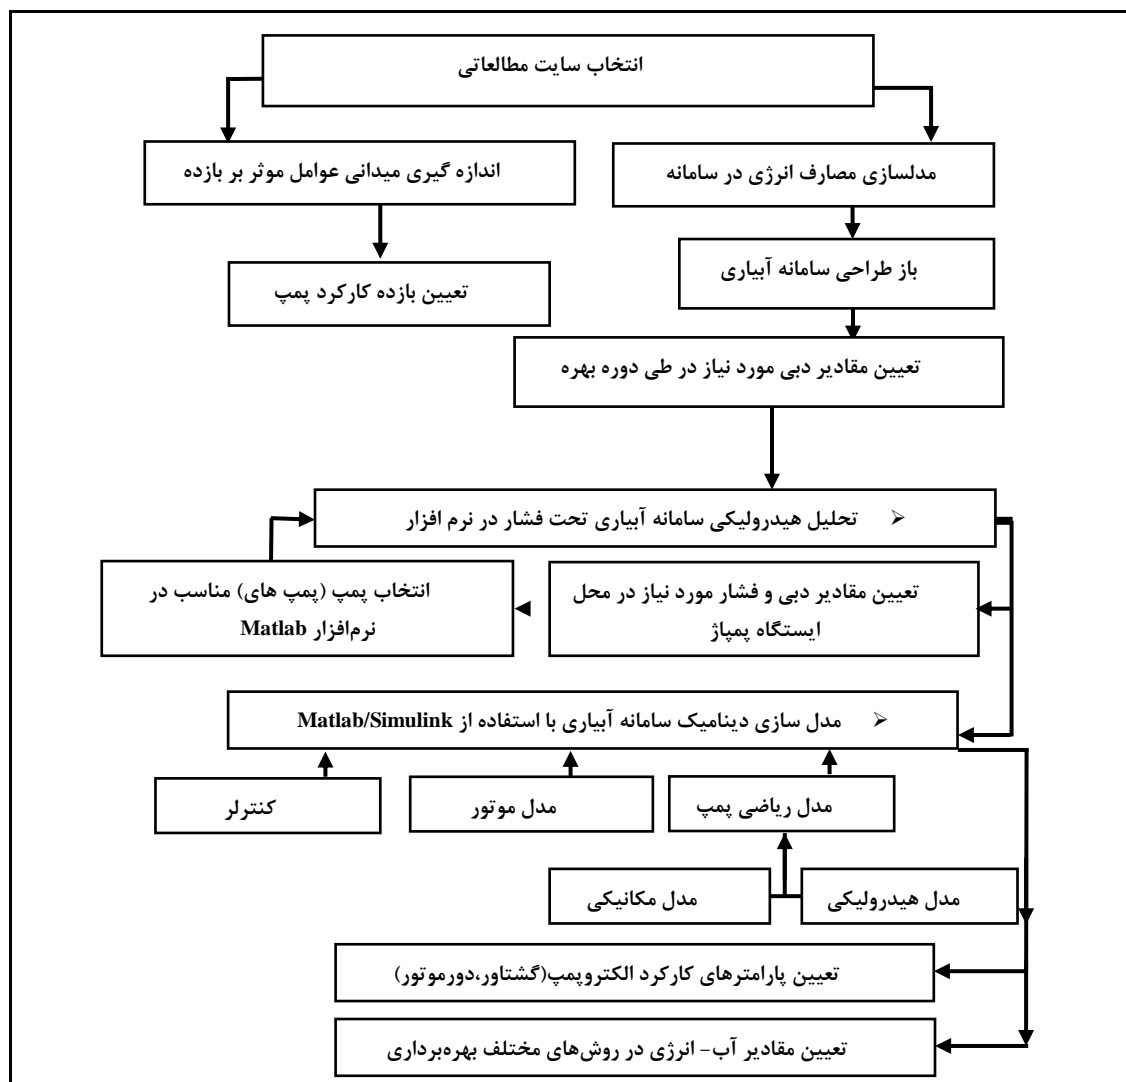 انتخاب سایت مطالعاتی
اندازه گیری میدانی عوامل موثر بر بازده
مدلسازی مصارف انرژی در سامانه
باز طراحی سامانه آبیاری
تعیین بازده کارکرد پمپ
تعیین مقادیر دبی مورد نیاز در طی دوره بهره
➢ تحلیل هیدرولیکی سامانه آبیاری تحت فشار در نرم افزار
تعیین مقادیر دبی و فشار مورد نیاز در محل
ایستگاه پمپاژ
انتخاب پمپ (پمپ های) مناسب در
نرم‌افزار Matlab
➢ مدل سازی دینامیک سامانه آبیاری با استفاده از Matlab/Simulink
مدل ریاضی پمپ
مدل موتور
کنترلر
مدل هیدرولیکی
مدل مکانیکی
تعیین پارامترهای کارکرد الکتروپمپ(گشتاور،دورموتور)
تعیین مقادیر آب- انرژی در روش‌های مختلف بهره‌برداری